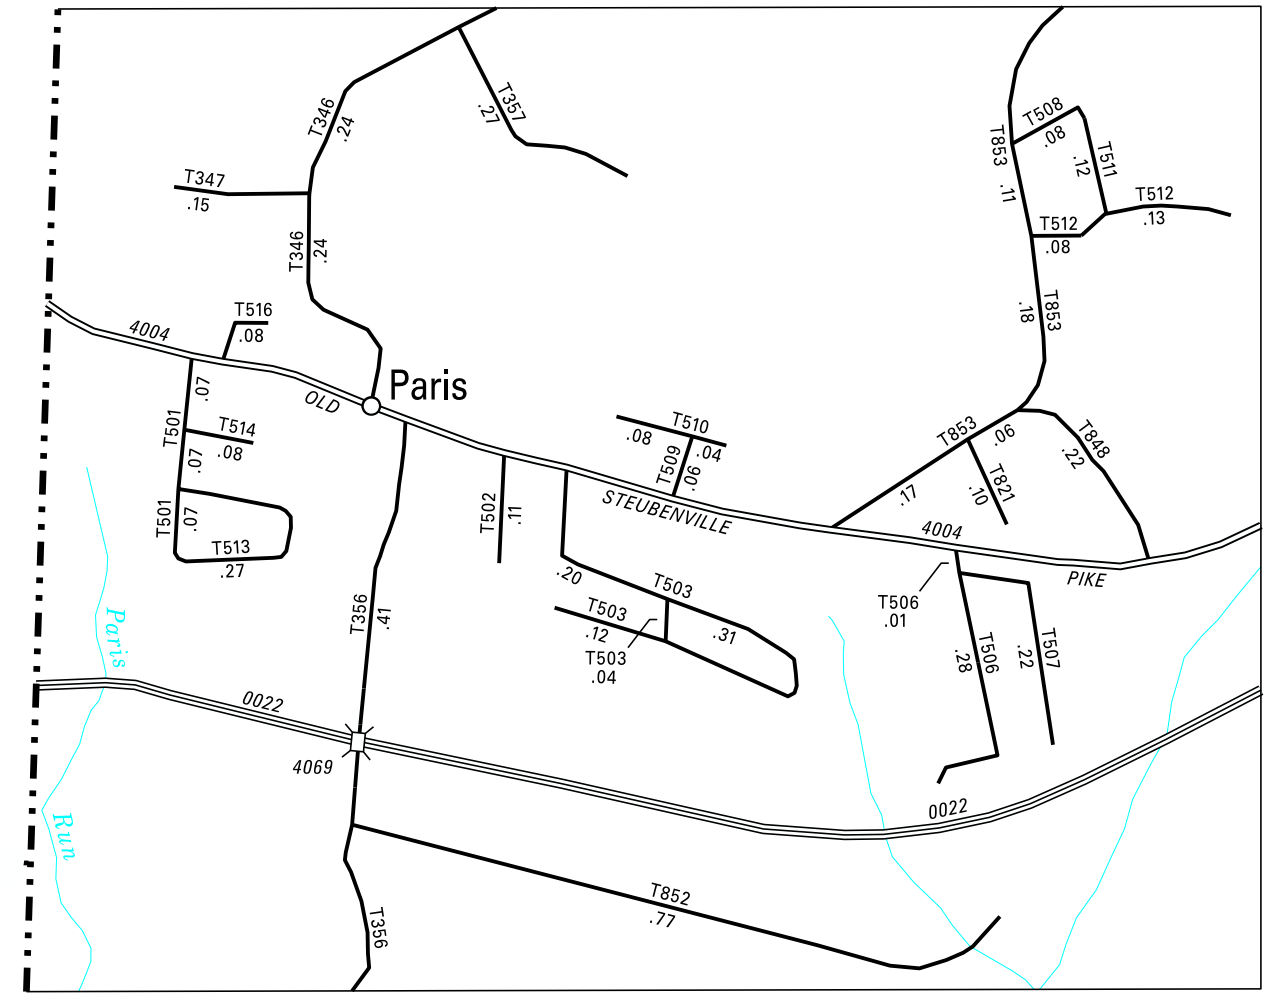 T346
.24
T357
.27
T347
.15
T346
.24
T853
.11
T508
.08
T511
.12
T512
.13
T512
.08
T853
.18
T516
.08
4004
OLD
Paris
T501
.07
T514
.08
.07
T501
.07
T513
.27
T356
.41
T502
.11
T510
.08
.04
T509
.06
STEUBENVILLE
T853
.06
.17
T821
.10
T848
.22
4004
PIKE
.20
T503
.31
T503
.12
T503
.04
T506
.01
T506
.28
T507
.22
Paris
Run
0022
4069
0022
T852
.77
T356